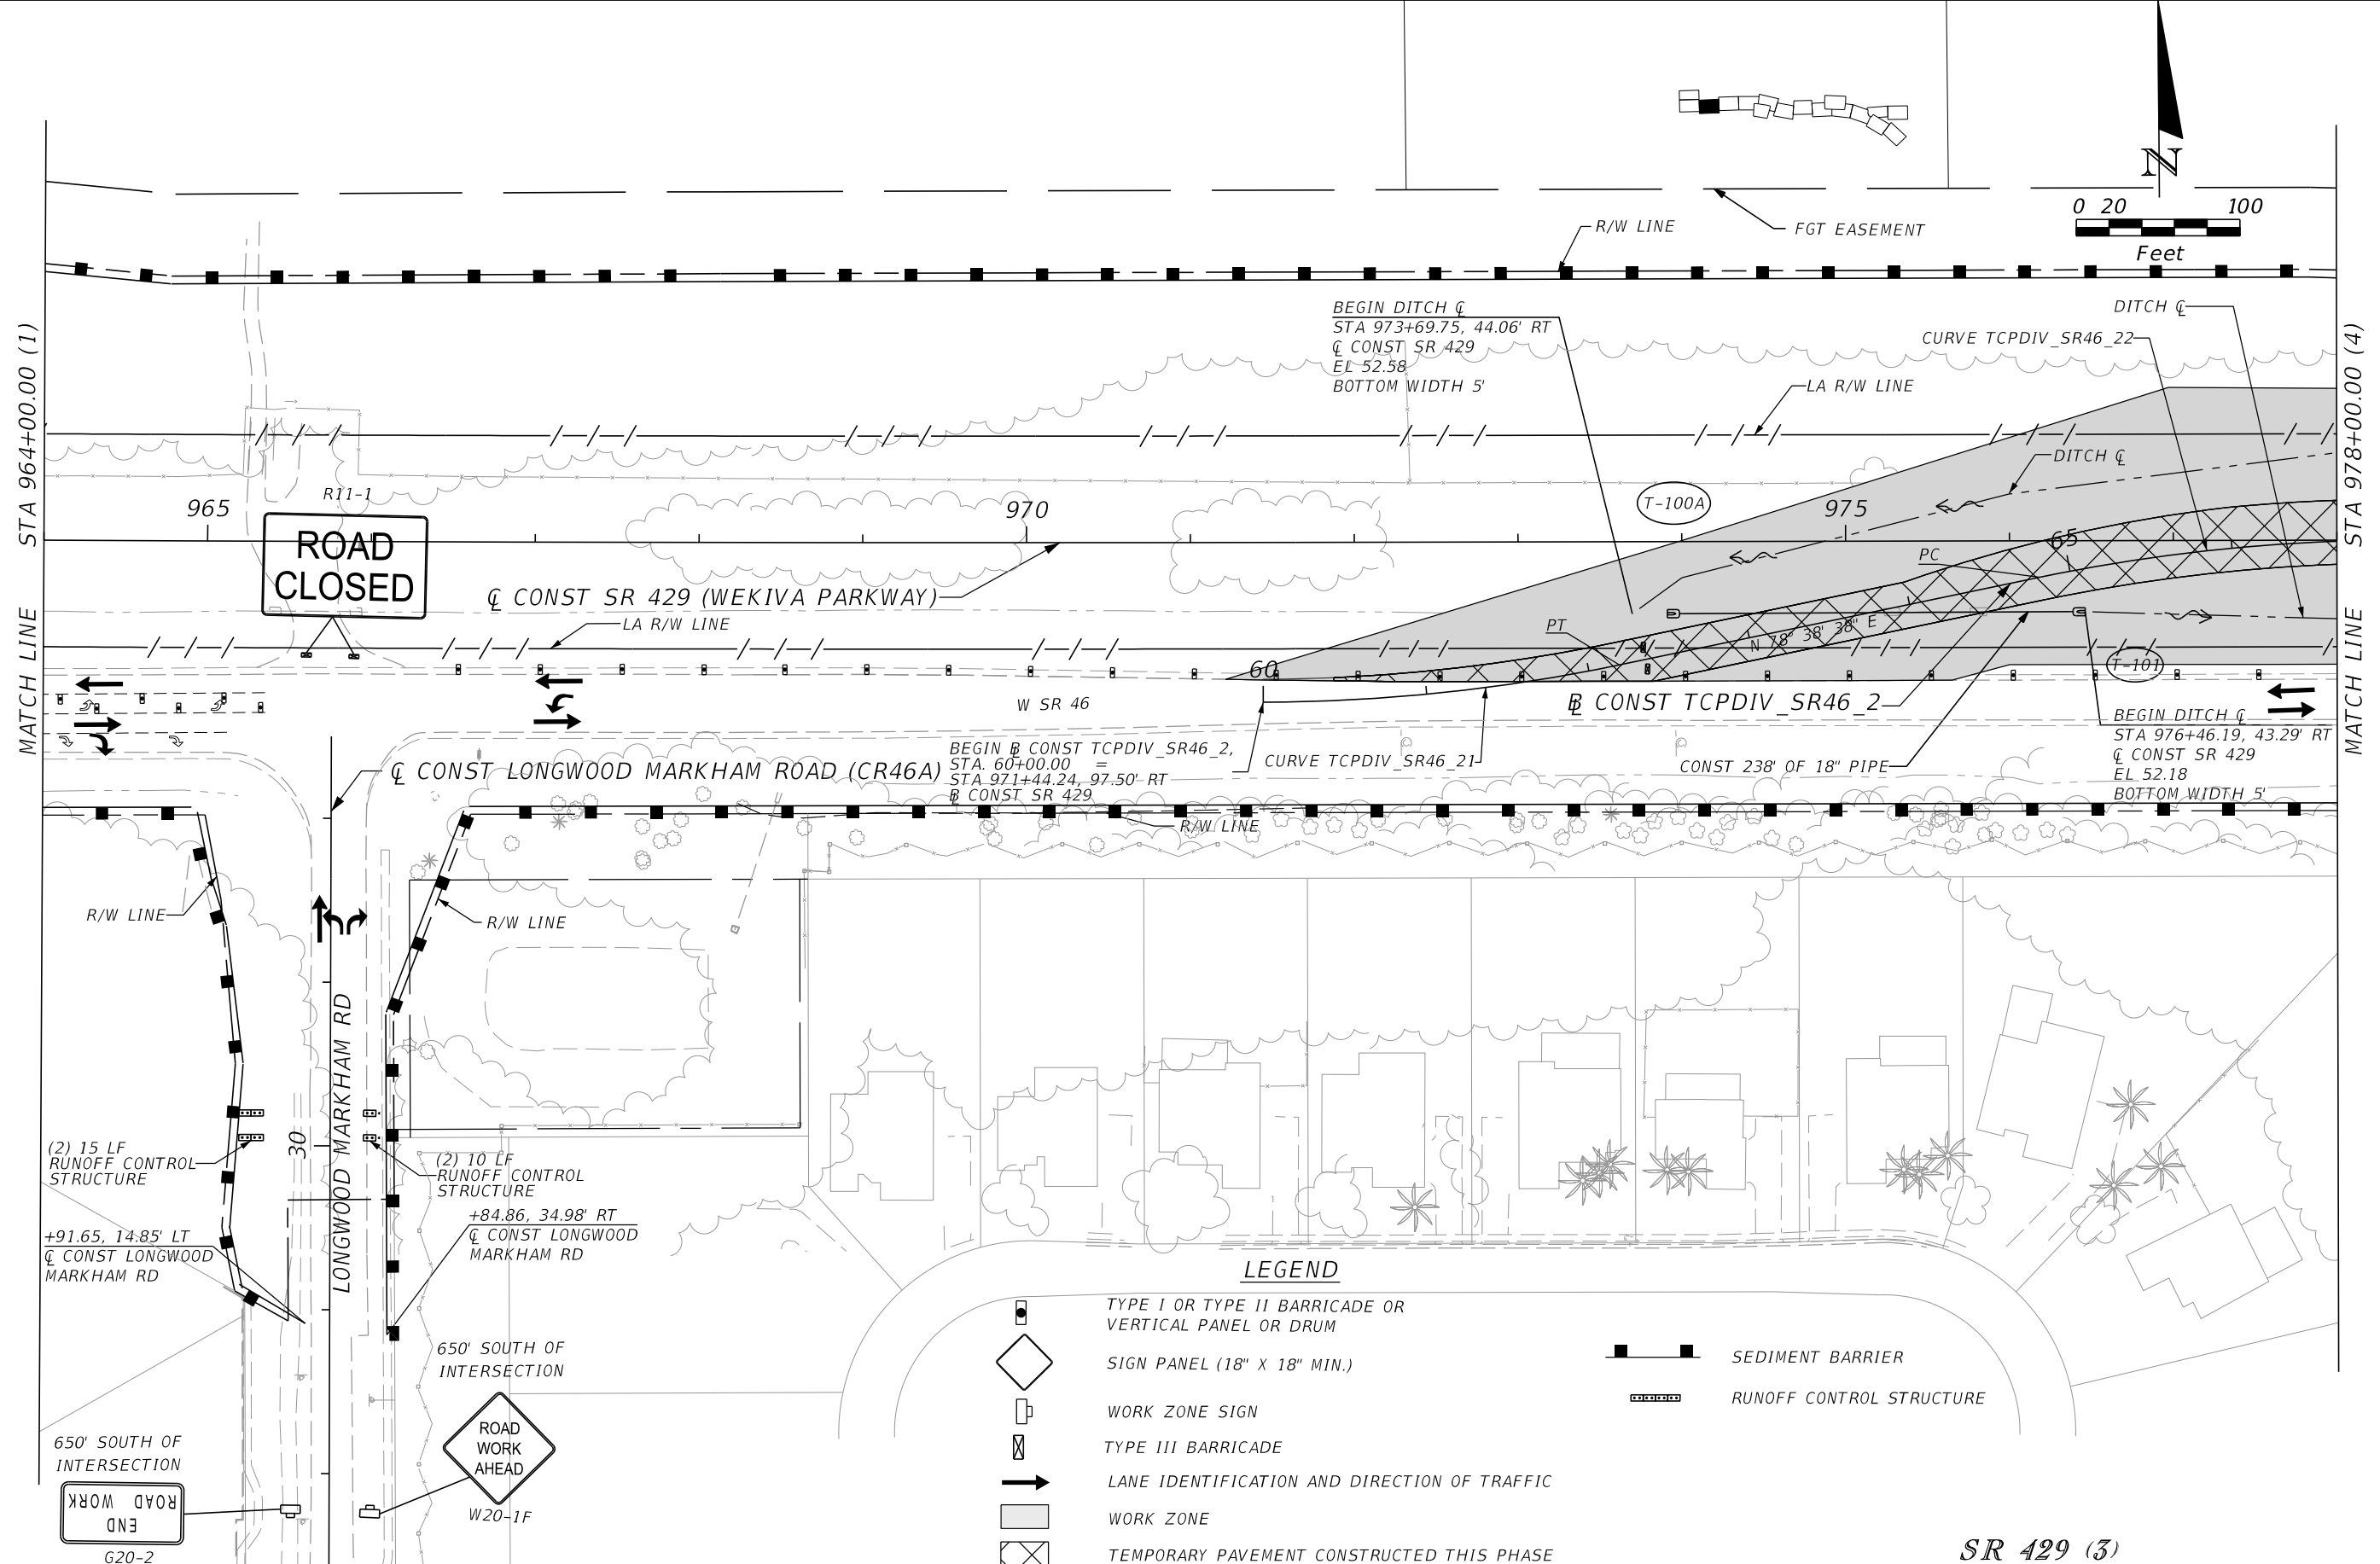 N
0 20 100
Feet
R/W LINE
FGT EASEMENT
BEGIN DITCH ℄
STA 973+69.75, 44.06' RT
℄ CONST SR 429
EL 52.58
BOTTOM WIDTH 5'
DITCH ℄
CURVE TCPDIV_SR46_22
LA R/W LINE
DITCH ℄
MATCH LINE STA 964+00.00 (1)
MATCH LINE STA 978+00.00 (4)
R11-1
ROAD
CLOSED
965
970
975
T-100A
65
PC
℄ CONST SR 429 (WEKIVA PARKWAY)
LA R/W LINE
PT
N 78° 38' 38" E
60
T-101
W SR 46
B CONST TCPDIV_SR46_2
BEGIN DITCH ℄
STA 976+46.19, 43.29' RT
℄ CONST SR 429
EL 52.18
BOTTOM WIDTH 5'
BEGIN B CONST TCPDIV_SR46_2,
STA. 60+00.00 =
STA 971+44.24, 97.50' RT
B CONST SR 429
CURVE TCPDIV_SR46_21
CONST 238' OF 18" PIPE
℄ CONST LONGWOOD MARKHAM ROAD (CR46A)
R/W LINE
R/W LINE
R/W LINE
LONGWOOD MARKHAM RD
30
(2) 15 LF
RUNOFF CONTROL
STRUCTURE
(2) 10 LF
RUNOFF CONTROL
STRUCTURE
+91.65, 14.85' LT
℄ CONST LONGWOOD
MARKHAM RD
+84.86, 34.98' RT
℄ CONST LONGWOOD
MARKHAM RD
650' SOUTH OF
INTERSECTION
ROAD
WORK
AHEAD
W20-1F
650' SOUTH OF
INTERSECTION
END
ROAD WORK
G20-2
LEGEND
TYPE I OR TYPE II BARRICADE OR
VERTICAL PANEL OR DRUM
SIGN PANEL (18" X 18" MIN.)
WORK ZONE SIGN
TYPE III BARRICADE
LANE IDENTIFICATION AND DIRECTION OF TRAFFIC
WORK ZONE
TEMPORARY PAVEMENT CONSTRUCTED THIS PHASE
SEDIMENT BARRIER
RUNOFF CONTROL STRUCTURE
SR 429 (3)